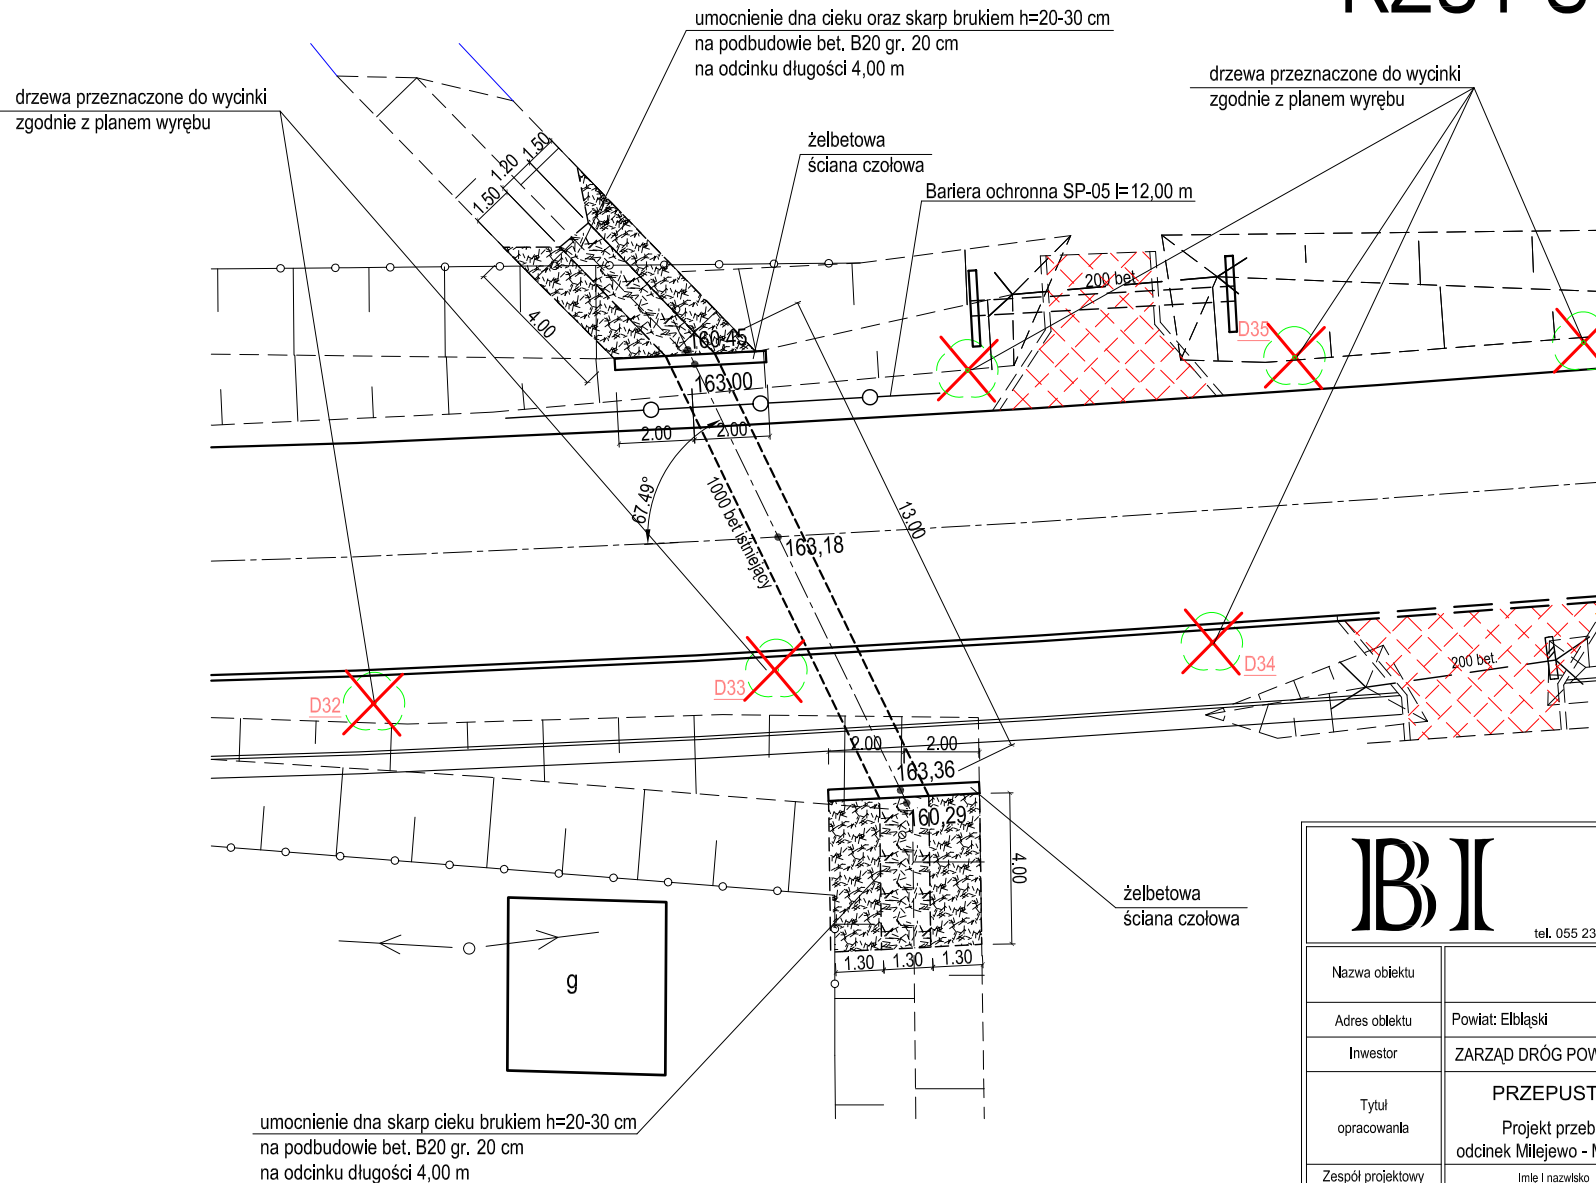 umocnienie dna cieku oraz skarp brukiem h=20-30 cm
na podbudowie bet. B20 gr. 20 cm
na odcinku długości 4,00 m
drzewa przeznaczone do wycinki
zgodnie z planem wyrębu
drzewa przeznaczone do wycinki
zgodnie z planem wyrębu
żelbetowa
ściana czołowa
Bariera ochronna SP-05 l=12,00 m
1.50
1.20
1.50
4.00
200 bet.
D35
160,45
163,00
2.00
2.00
67.49°
1000 bet istniejący
13.00
163,18
D32
D33
D34
200 bet.
2.00
2.00
163,36
160,29
4.00
żelbetowa
ściana czołowa
1.30
1.30
1.30
g
umocnienie dna skarp cieku brukiem h=20-30 cm
na podbudowie bet. B20 gr. 20 cm
na odcinku długości 4,00 m
BI
tel. 055 23
Nazwa obiektu
Adres obiektu
Powiat: Elbląski
Inwestor
ZARZĄD DRÓG POW
Tytuł
opracowania
PRZEPUST
Projekt przeb
odcinek Milejewo - M
Zespół projektowy
Imię i nazwisko